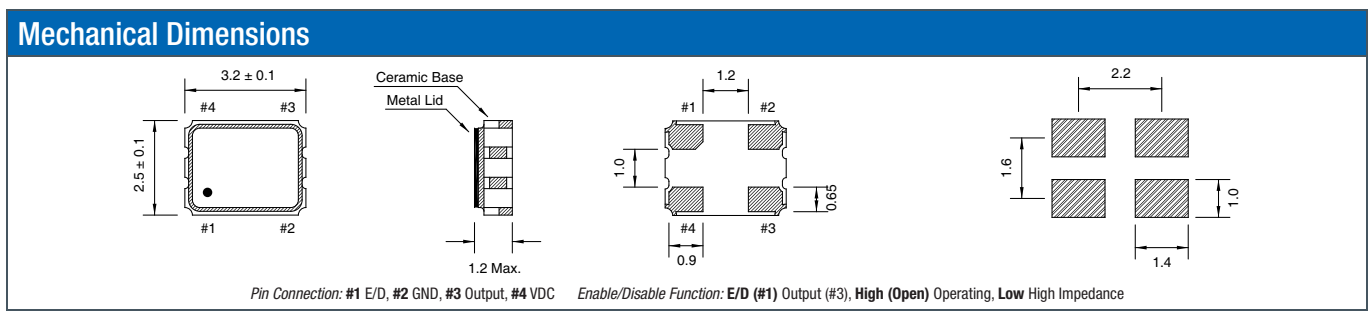 Mechanical Dimensions
3.2 ± 0.1
#4 #3
2.5 ± 0.1
#1 #2
Ceramic Base
Metal Lid
1.2 Max.
1.2
#1 #2
1.0
0.65
#4 #3
0.9
2.2
1.6
1.0
1.4
Pin Connection: #1 E/D, #2 GND, #3 Output, #4 VDC Enable/Disable Function: E/D (#1) Output (#3), High (Open) Operating, Low High Impedance